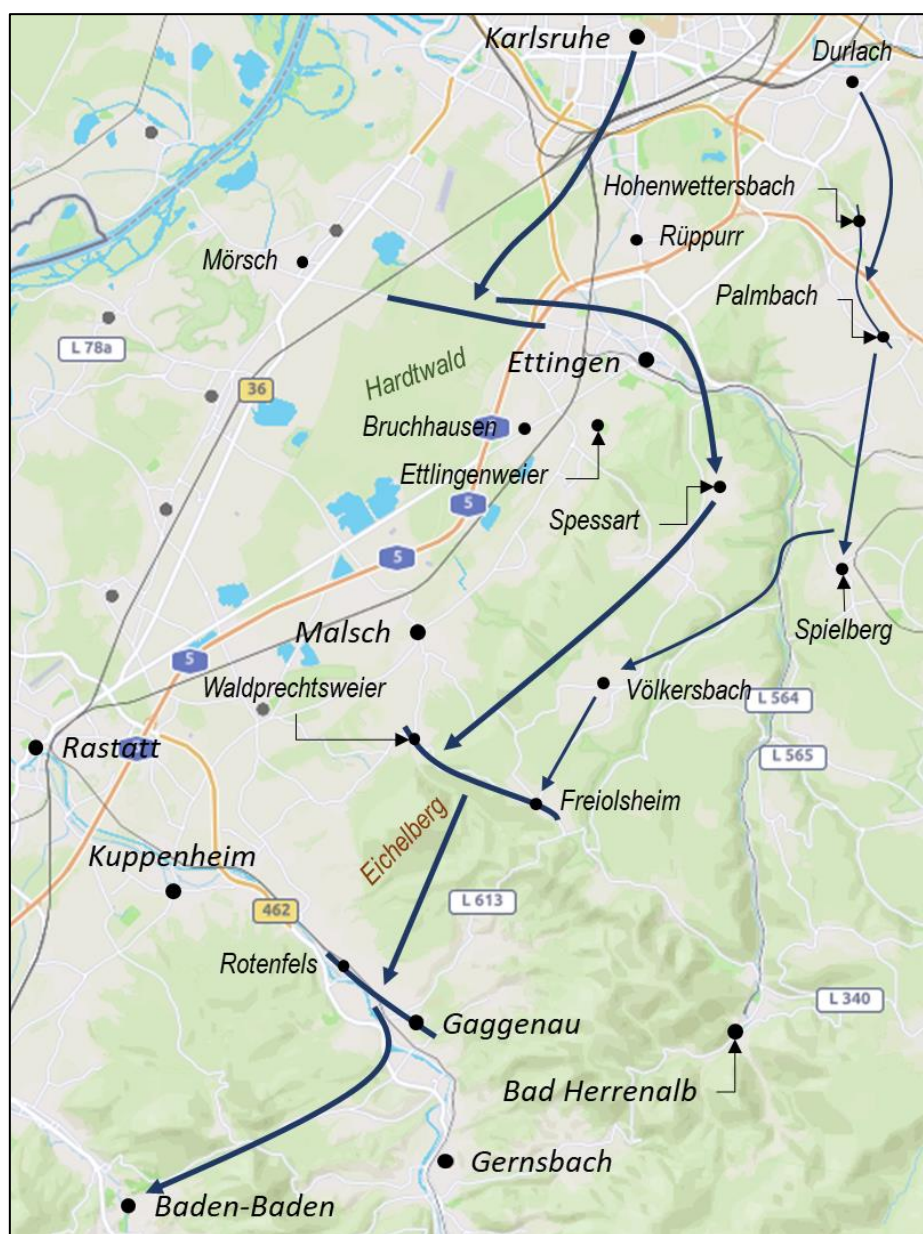 Karlsruhe
Durlach
Hohenwettersbach
Rüppurr
Mörsch
Palmbach
L 78a
Ettingen
36
Hardtwald
Bruchhausen
5
Ettlingenweier
5
Spessart
5
Malsch
Spielberg
5
Waldprechtsweier
Völkersbach
L 564
Rastatt
L 565
Freiolsheim
Eichelberg
Kuppenheim
L 613
462
Rotenfels
L 340
Gaggenau
Bad Herrenalb
Gernsbach
Baden-Baden